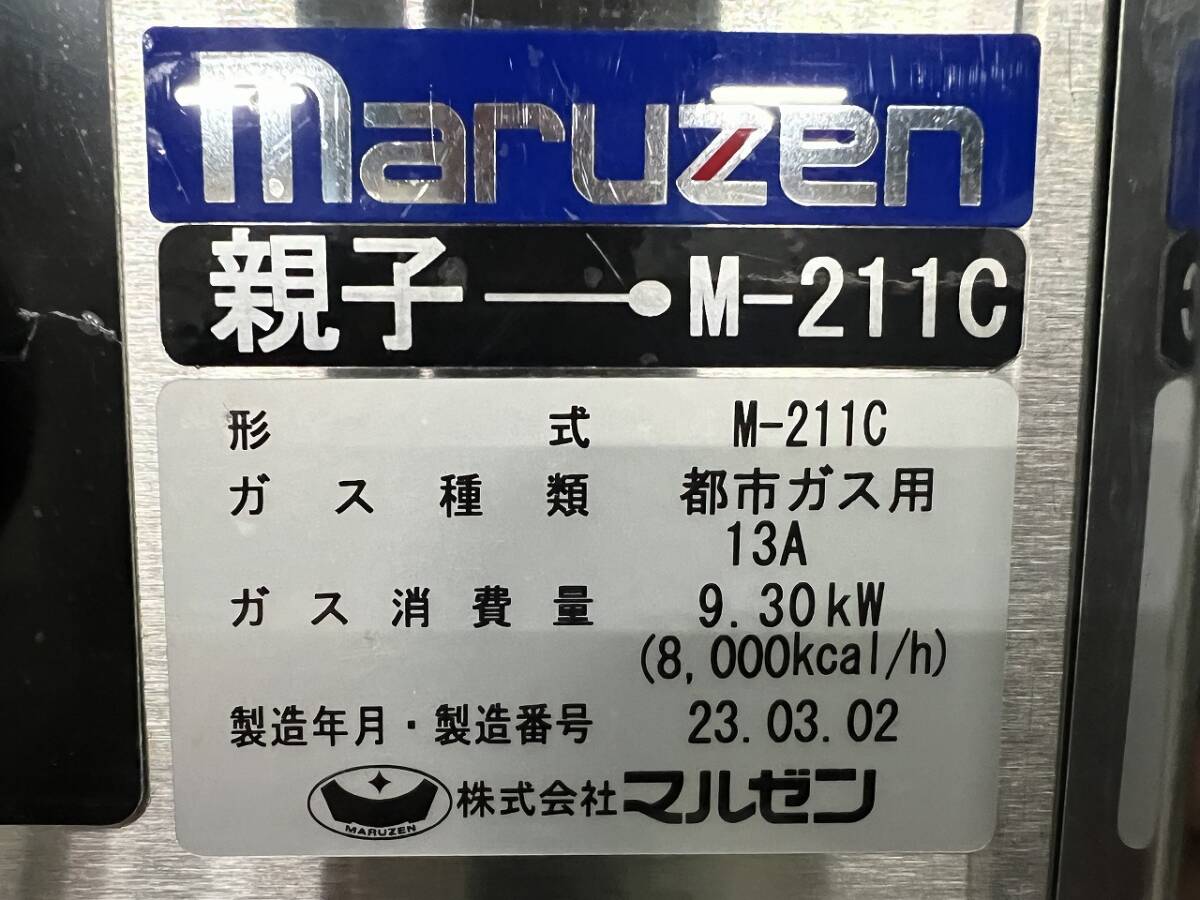 maruzen
親子 M-211C
形式 M-211C
ガス種類 都市ガス用
13A
ガス消費量 9.30kW
(8,000kcal/h)
製造年月・製造番号 23.03.02
MARUZEN 株式会社マルゼン